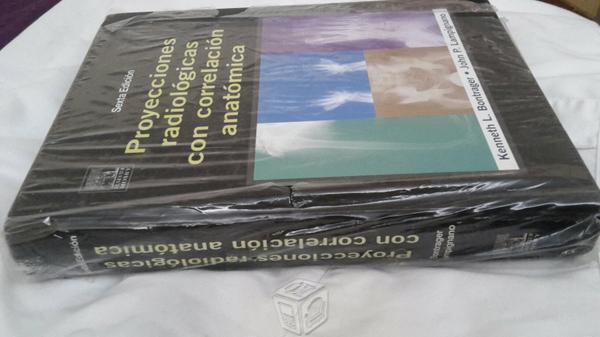 Sexta Edición
Proyecciones
radiológicas
con correlación
anatómica
Kenneth L. Bontrager • John P. Lampignano
Proyecciones radiológicas
con correlación anatómica